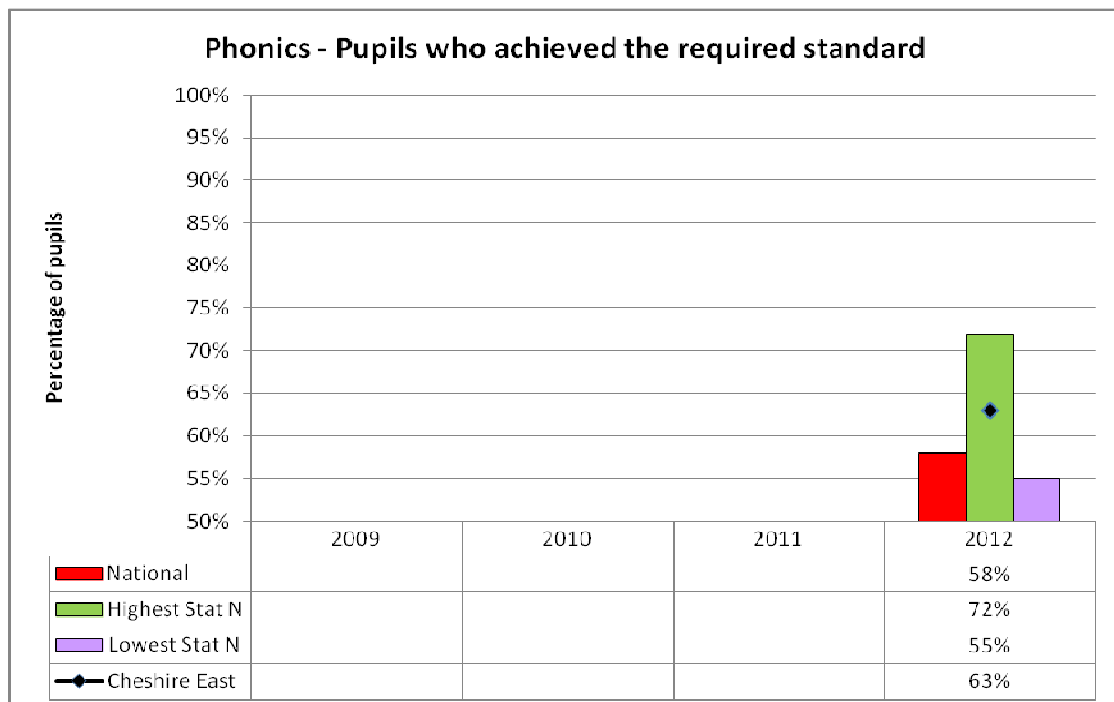 Phonics - Pupils who achieved the required standard
Percentage of pupils
100%
95%
90%
85%
80%
75%
70%
65%
60%
55%
50%
2009 2010 2011 2012
National 58%
Highest Stat N 72%
Lowest Stat N 55%
Cheshire East 63%